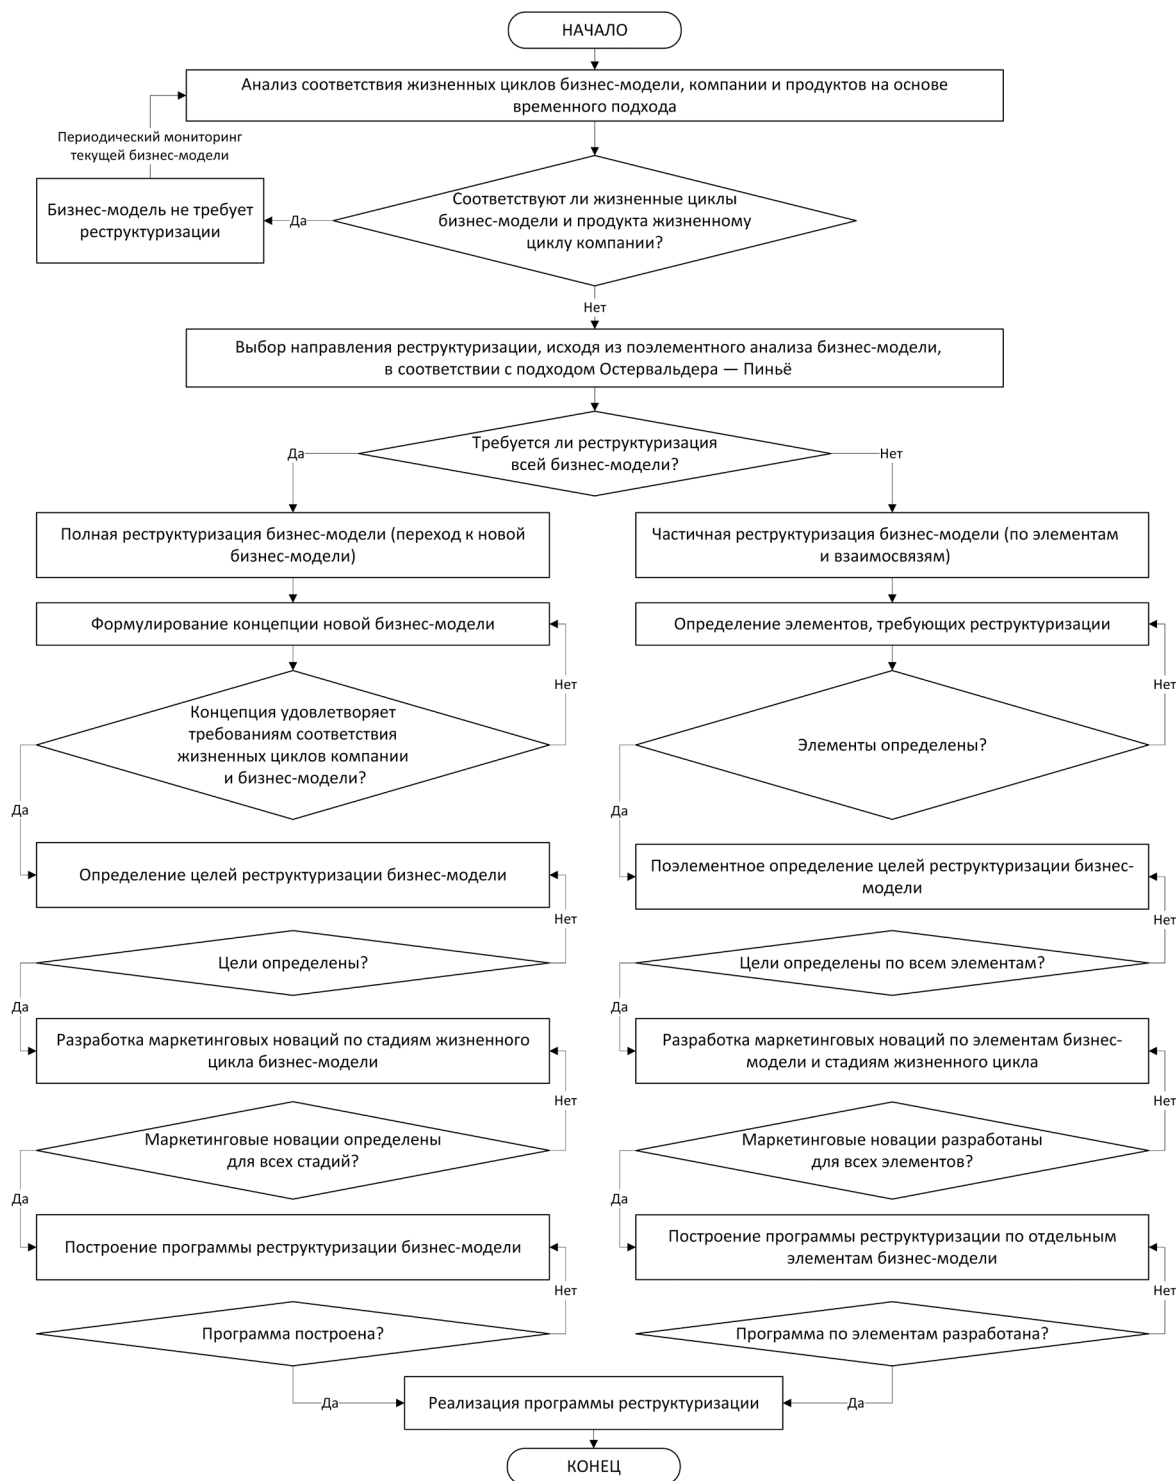 НАЧАЛО
Анализ соответствия жизненных циклов бизнес-модели, компании и продуктов на основе
временного подхода
Периодический мониторинг
текущей бизнес-модели
Бизнес-модель не требует
реструктуризации
Да
Соответствуют ли жизненные циклы
бизнес-модели и продукта жизненному
циклу компании?
Нет
Выбор направления реструктуризации, исходя из поэлементного анализа бизнес-модели,
в соответствии с подходом Остервальдера — Пиньё
Да
Требуется ли реструктуризация
всей бизнес-модели?
Нет
Полная реструктуризация бизнес-модели (переход к новой
бизнес-модели)
Формулирование концепции новой бизнес-модели
Нет
Концепция удовлетворяет
требованиям соответствия
жизненных циклов компании
и бизнес-модели?
Да
Определение целей реструктуризации бизнес-модели
Нет
Цели определены?
Да
Разработка маркетинговых новаций по стадиям жизненного
цикла бизнес-модели
Нет
Маркетинговые новации определены
для всех стадий?
Да
Построение программы реструктуризации бизнес-модели
Нет
Программа построена?
Да
Частичная реструктуризация бизнес-модели (по элементам
и взаимосвязям)
Определение элементов, требующих реструктуризации
Нет
Элементы определены?
Да
Поэлементное определение целей реструктуризации бизнес-
модели
Нет
Цели определены по всем элементам?
Да
Разработка маркетинговых новаций по элементам бизнес-
модели и стадиям жизненного цикла
Нет
Маркетинговые новации разработаны
для всех элементов?
Да
Построение программы реструктуризации по отдельным
элементам бизнес-модели
Нет
Программа по элементам разработана?
Да
Реализация программы реструктуризации
КОНЕЦ